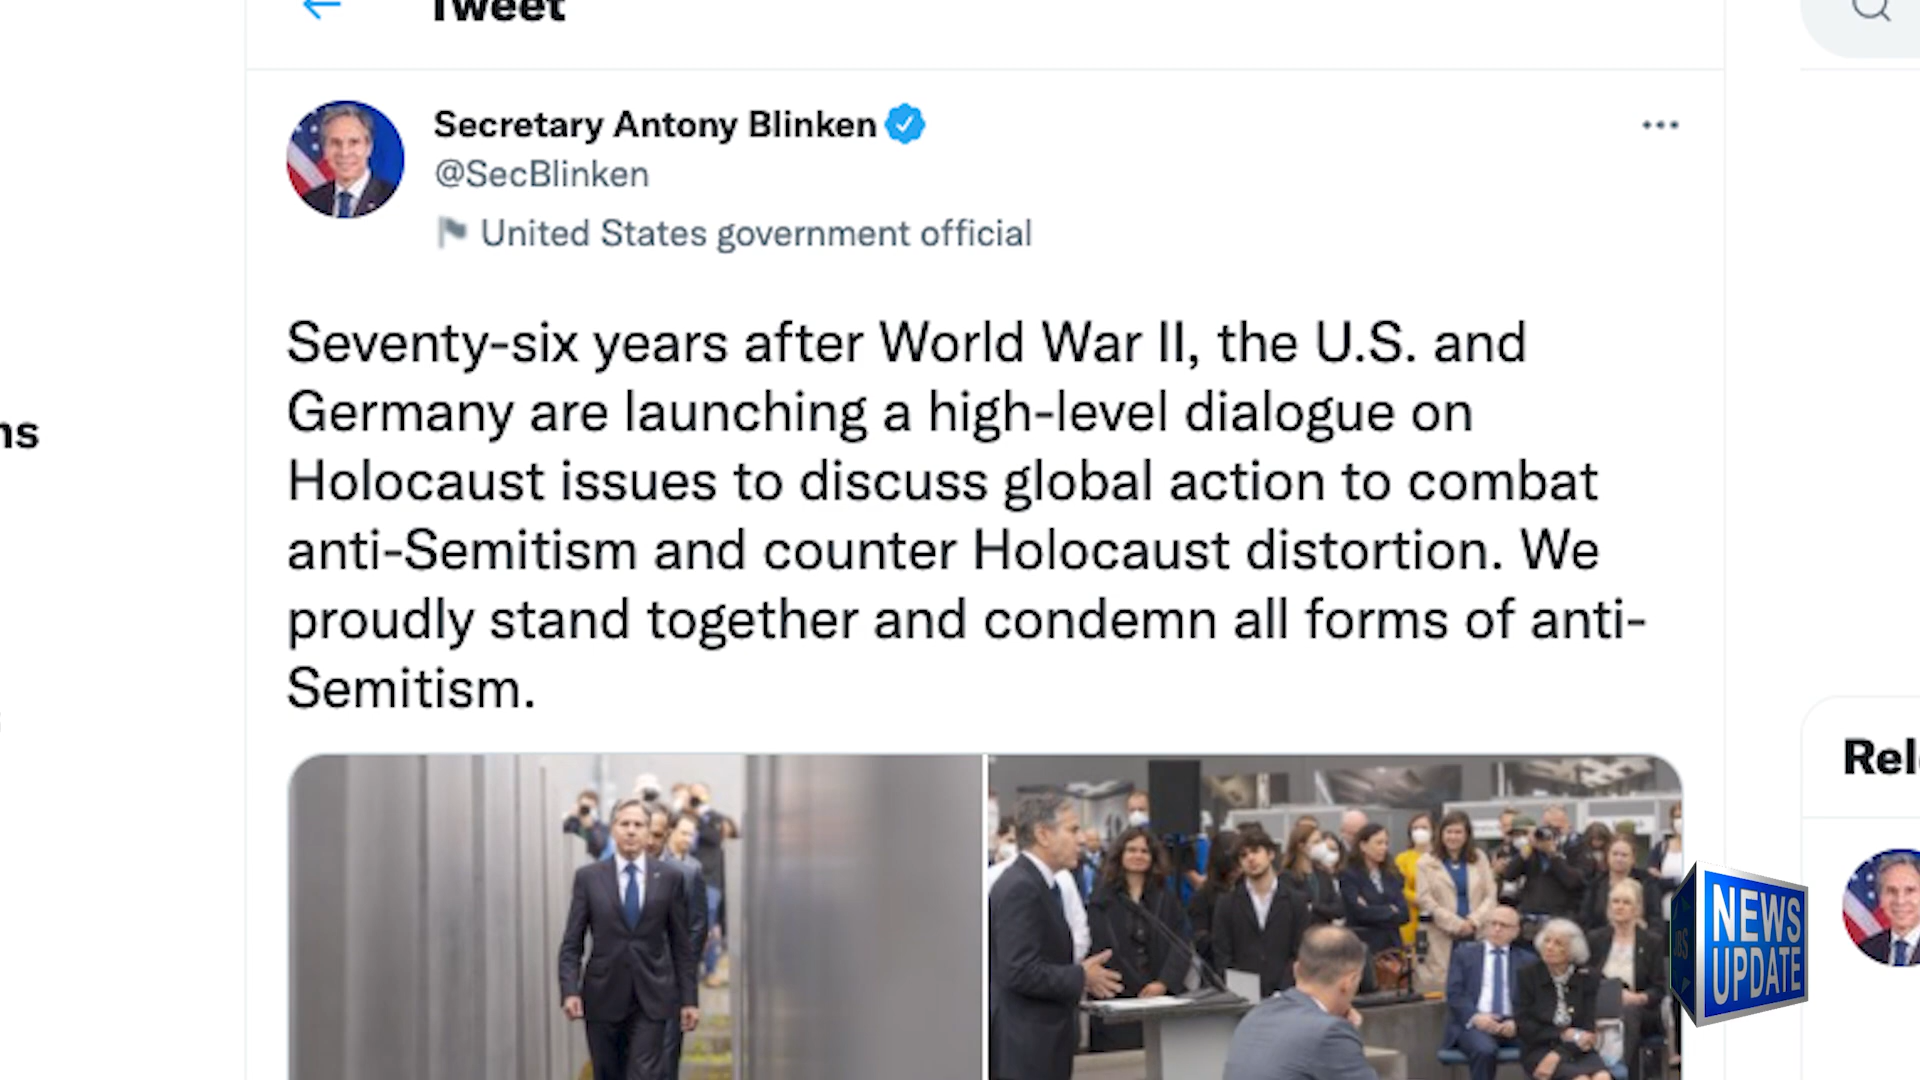 Tweet
Secretary Antony Blinken
@SecBlinken
United States government official
Seventy-six years after World War II, the U.S. and
Germany are launching a high-level dialogue on
Holocaust issues to discuss global action to combat
anti-Semitism and counter Holocaust distortion. We
proudly stand together and condemn all forms of anti-
Semitism.
ns
Rel
NEWS
UPDATE